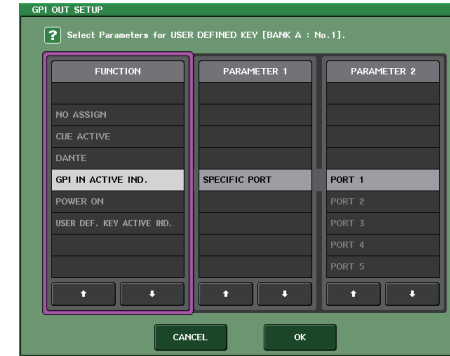 GPI OUT SETUP
? Select Parameters for USER DEFINED KEY [BANK A : No.1].
FUNCTION
NO ASSIGN
CUE ACTIVE
DANTE
GPI IN ACTIVE IND.
POWER ON
USER DEF. KEY ACTIVE IND.
PARAMETER 1
SPECIFIC PORT
PARAMETER 2
PORT 1
PORT 2
PORT 3
PORT 4
PORT 5
CANCEL
OK